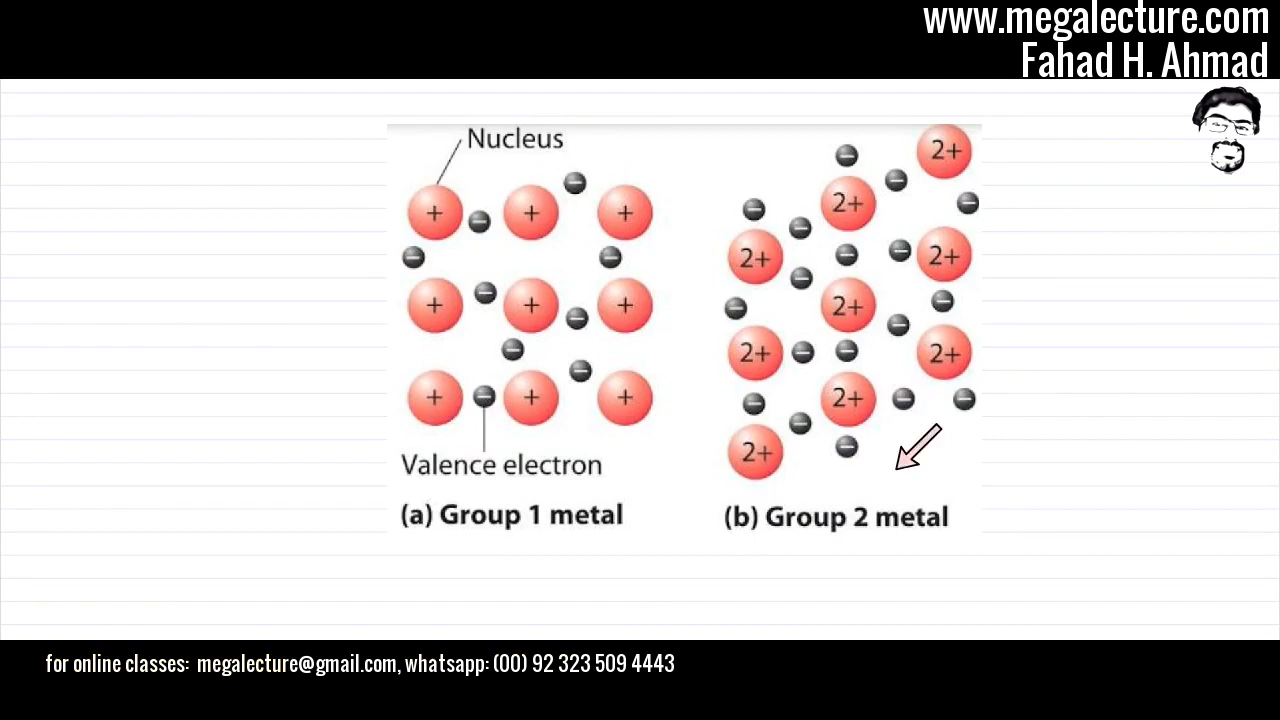 www.megalecture.com
Fahad H. Ahmad
Nucleus
+ + +
+ + +
+ + +
Valence electron
(a) Group 1 metal
2+
2+
2+ 2+
2+
2+ 2+
2+
2+
(b) Group 2 metal
for online classes: megalecture@gmail.com, whatsapp: (00) 92 323 509 4443